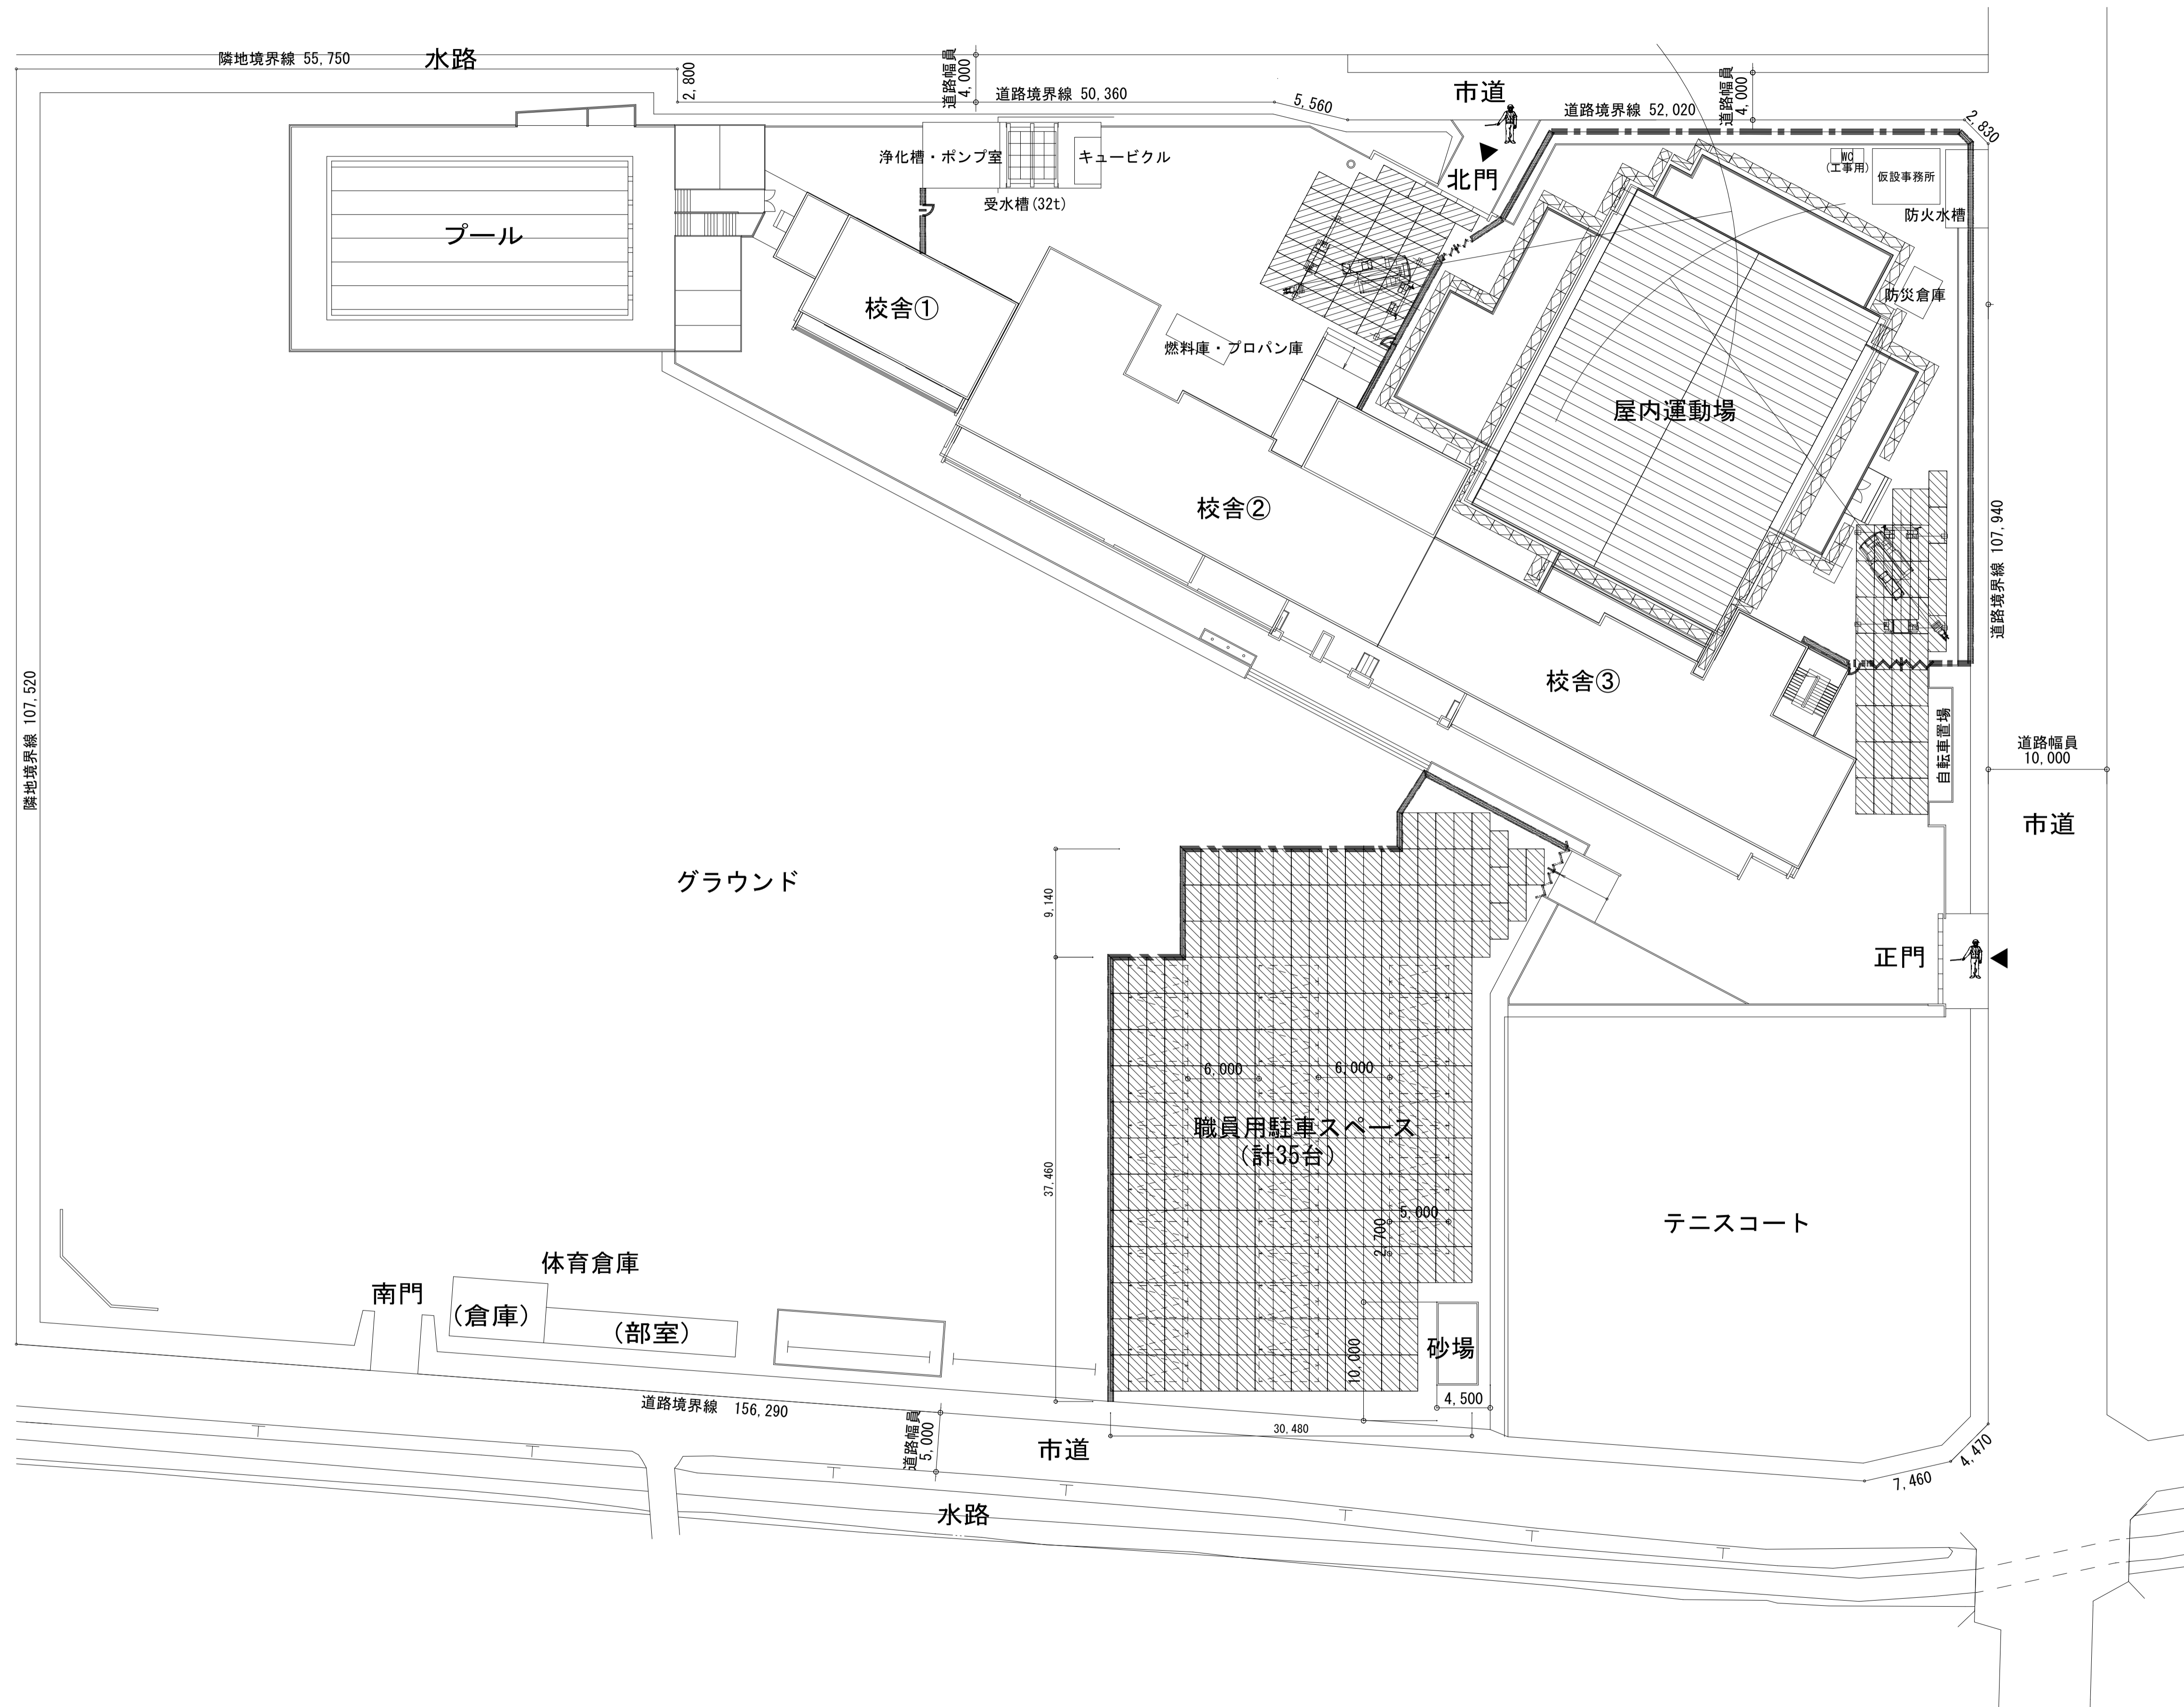 隣地境界線 55,750
水路
2,800
道路幅員
4,000
道路境界線 50,360
5,560
市道
道路境界線 52,020
道路幅員
4,000
2,830
浄化槽・ポンプ室
キュービクル
受水槽(32t)
北門
WC
(工事用)
仮設事務所
防火水槽
プール
校舎①
燃料庫・プロパン庫
防災倉庫
屋内運動場
校舎②
道路境界線 107,940
校舎③
隣地境界線 107,520
自転車置場
道路幅員
10,000
市道
グラウンド
9,140
正門
6,000
6,000
職員用駐車スペース
(計35台)
37,460
5,000
2,700
テニスコート
体育倉庫
南門
(倉庫)
(部室)
砂場
10,000
4,500
道路境界線 156,290
30,480
道路幅員
5,000
市道
4,470
7,460
水路